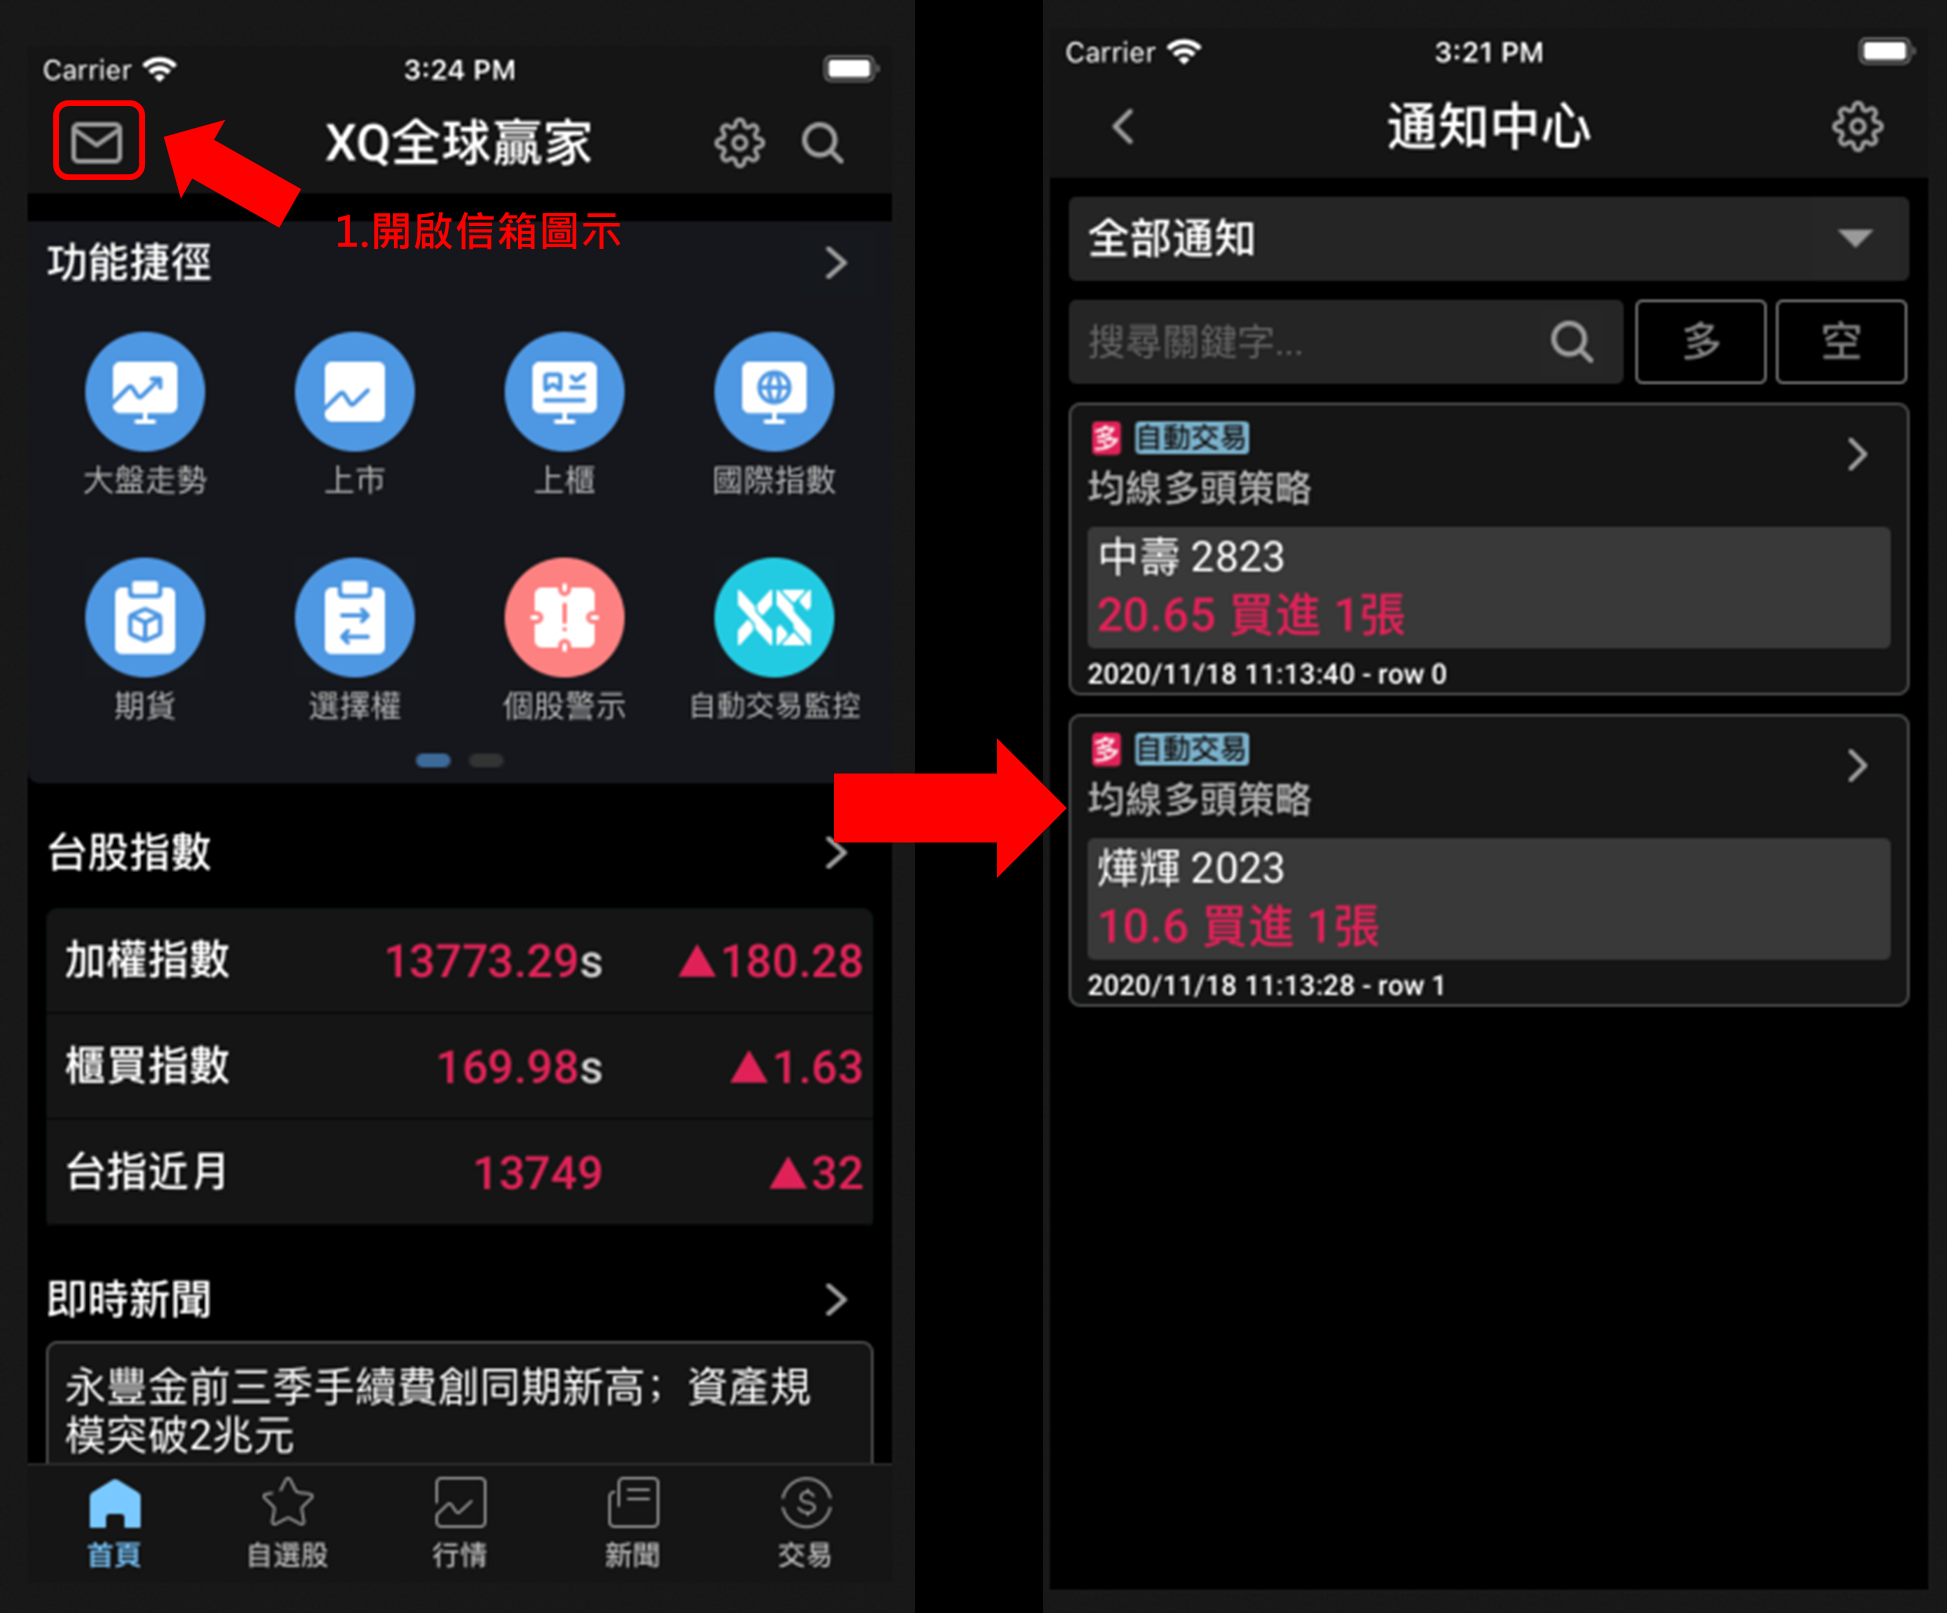 Carrier 3:24 PM
XQ全球贏家
1.開啟信箱圖示
功能捷徑
大盤走勢 上市 上櫃 國際指數
XS
期貨 選擇權 個股警示 自動交易監控
台股指數
加權指數 13773.29s ▲180.28
櫃買指數 169.98s ▲1.63
台指近月 13749 ▲32
即時新聞
永豐金前三季手續費創同期新高；資產規
模突破2兆元
首頁 自選股 行情 新聞 交易
Carrier 3:21 PM
通知中心
全部通知
搜尋關鍵字... 多 空
多 自動交易
均線多頭策略
中壽 2823
20.65 買進 1張
2020/11/18 11:13:40 - row 0
多 自動交易
均線多頭策略
燁輝 2023
10.6 買進 1張
2020/11/18 11:13:28 - row 1